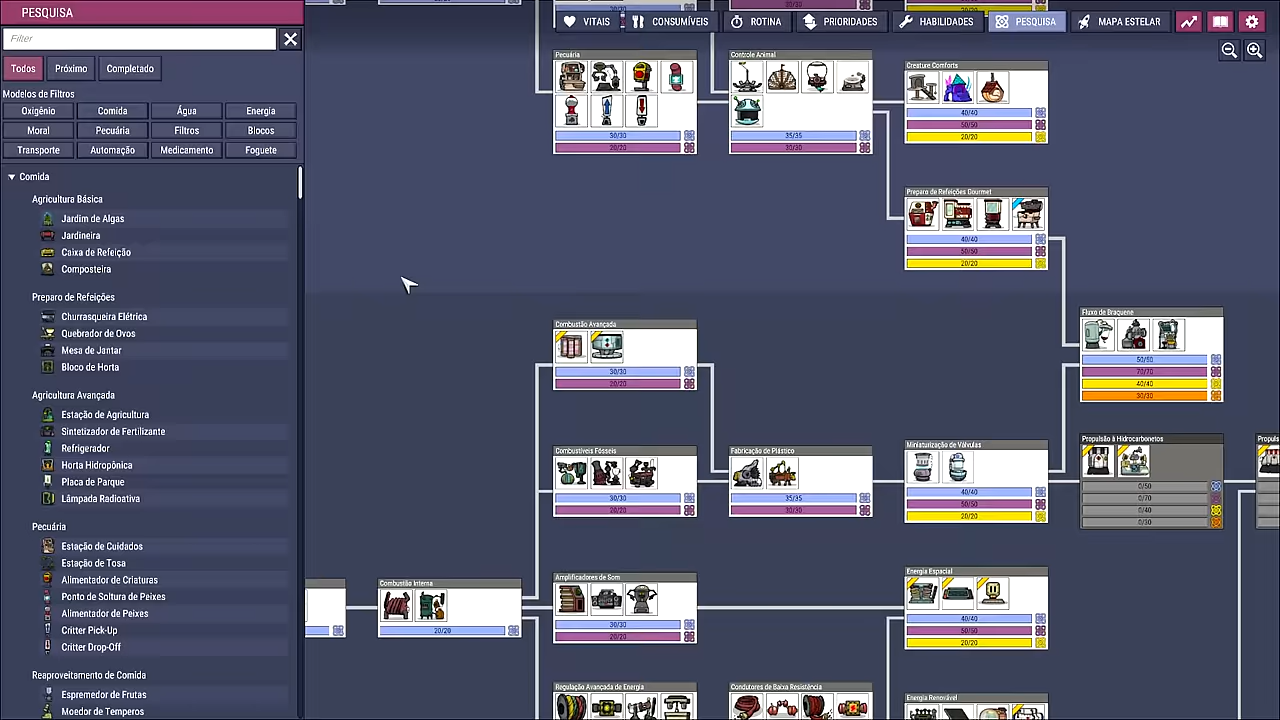 PESQUISA
VITAIS
CONSUMÍVEIS
ROTINA
PRIORIDADES
HABILIDADES
PESQUISA
MAPA ESTELAR
Filter
Todos
Próximo
Completado
Modelos de Filtros
Oxigênio
Comida
Água
Energia
Moral
Pecuária
Filtros
Transporte
Automação
Foguete
Comida
Agricultura Básica
Jardim de Algas
Jardineira
Caixa de Refeição
Composteira
Preparo de Refeições
Churrasqueira Elétrica
Quebrador de Ovos
Mesa de Jantar
Bloco de Horta
Agricultura Avançada
Estação de Agricultura
Sintetizador de Fertilizante
Refrigerador
Horta Hidropônica
Lâmpada Radioativa
Pecuária
Estação de Cuidados
Estação de Toxa
Alimentador de Criaturas
Ponto de Soltura de Peixes
Alimentador de Peixes
Critter Pick-Up
Critter Drop-Off
Espremedor de Frutas
Moedor de Temperos
Pecuária
30/30
20/20
Controle Animal
35/35
30/30
Creature Comforts
40/40
50/50
20/20
Preparo de Refeições Gourmet
40/40
50/50
20/20
Combustão Avançada
30/30
20/20
Fluxo de Braquene
50/50
70/70
40/40
30/30
Combustíveis Fósseis
30/30
20/20
Fabricação de Plástico
35/35
30/30
Miniaturização de Válvulas
40/40
50/50
20/20
Propulsão à Hidrocarbonetos
0/50
0/70
0/40
0/30
Propuls
Combustão Interna
20/20
Amplificadores de Som
30/30
20/20
Energia Espacial
40/40
50/50
20/20
Regulação Avançada de Energia
Condutores de Baixa Resistência
Energia Renovável